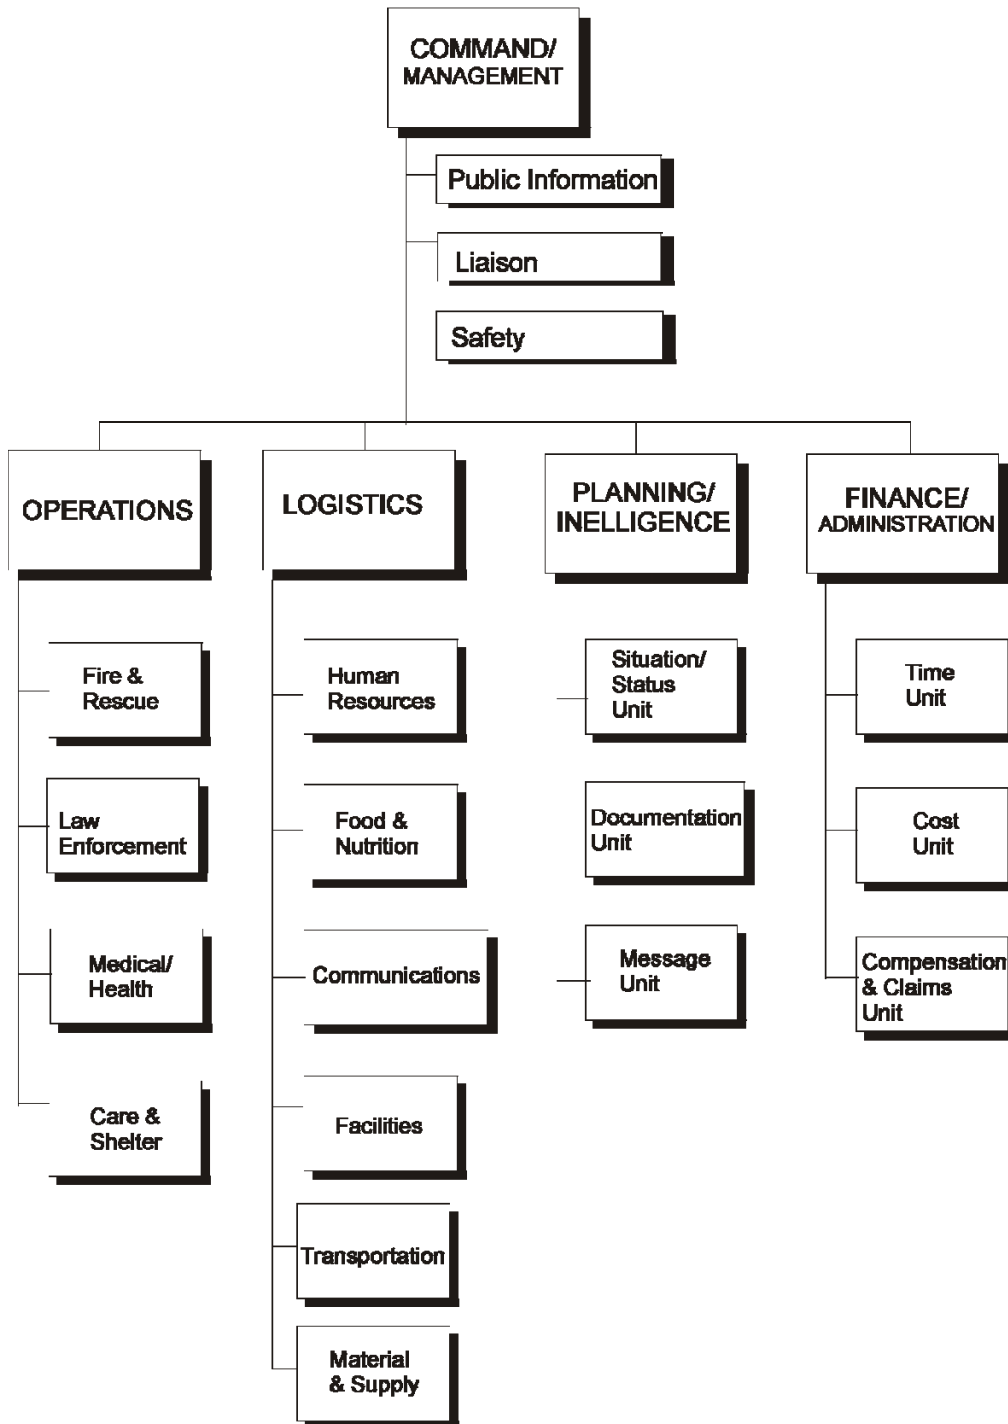 COMMAND/
MANAGEMENT
Public Information
Liaison
Safety
OPERATIONS
LOGISTICS
PLANNING/
INELLIGENCE
FINANCE/
ADMINISTRATION
Fire &
Rescue
Law
Enforcement
Medical/
Health
Care &
Shelter
Human
Resources
Food &
Nutrition
Communications
Facilities
Transportation
Material
& Supply
Situation/
Status
Unit
Documentation
Unit
Message
Unit
Time
Unit
Cost
Unit
Compensation
& Claims
Unit